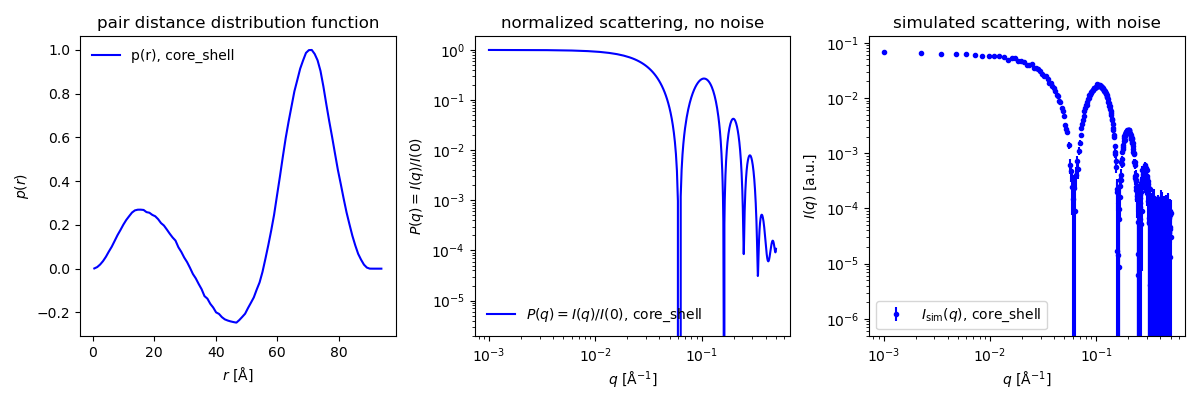 pair distance distribution function
p(r), core_shell
1.0
0.8
0.6
0.4
0.2
0.0
−0.2
p(r)
0
20
40
60
80
r [Å]
normalized scattering, no noise
10⁰
10⁻¹
10⁻²
10⁻³
10⁻⁴
10⁻⁵
P(q) = I(q)/I(0)
P(q) = I(q)/I(0), core_shell
10⁻³
10⁻²
10⁻¹
q [Å⁻¹]
simulated scattering, with noise
10⁻¹
10⁻²
10⁻³
10⁻⁴
10⁻⁵
10⁻⁶
I(q) [a.u.]
I_sim(q), core_shell
10⁻³
10⁻²
10⁻¹
q [Å⁻¹]